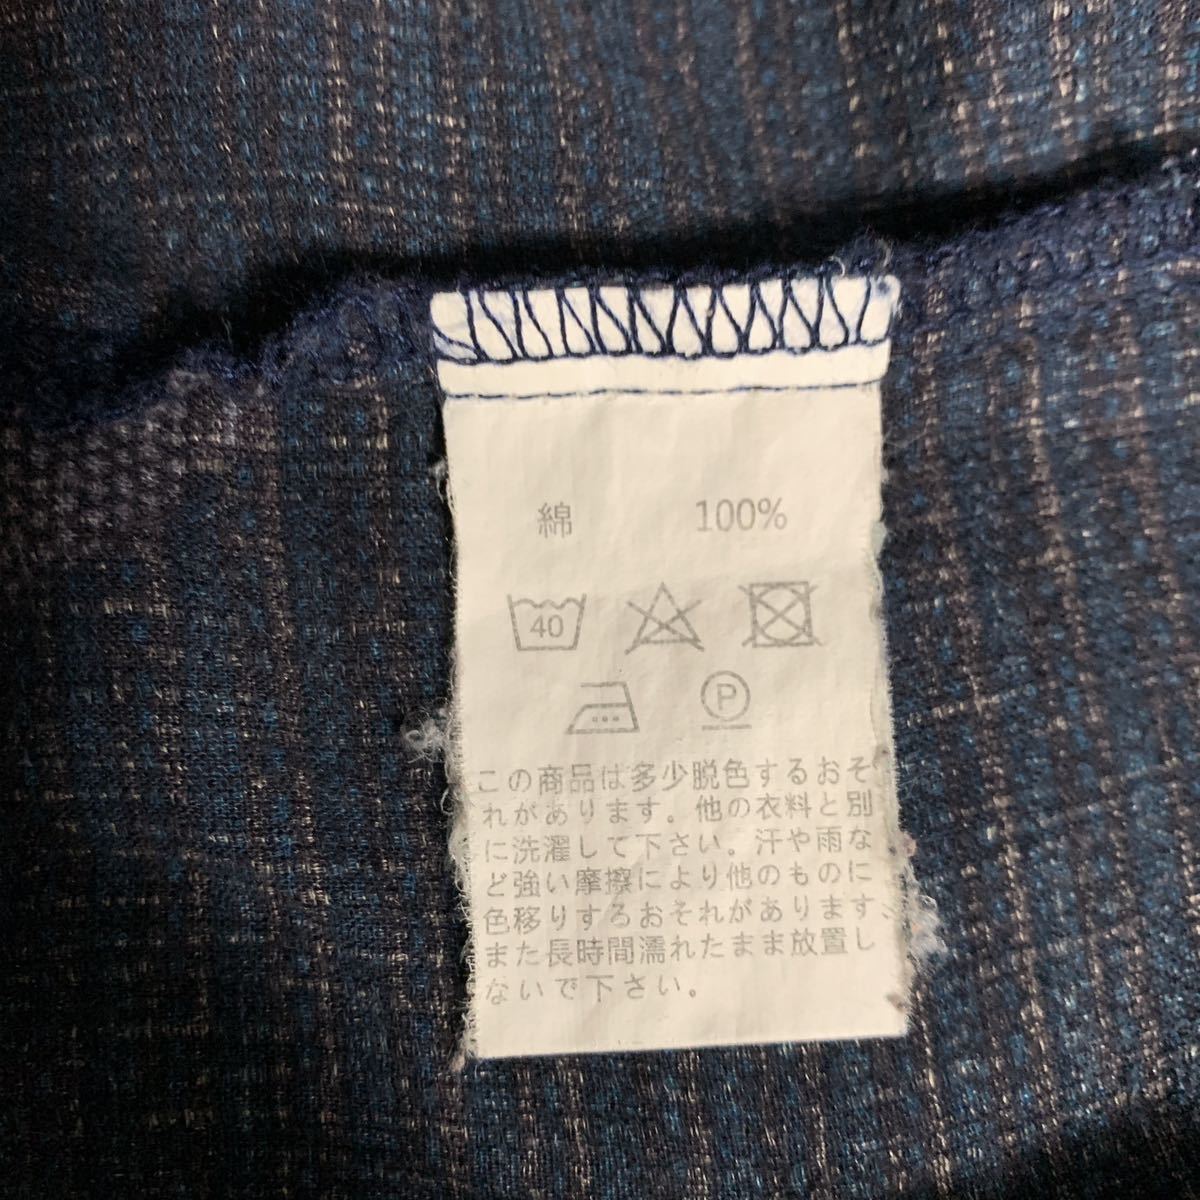 綿 100%
40
P
この商品は多少脱色するおそ
れがあります。他の衣料と別
に洗濯して下さい。汗や雨な
ど強い摩擦により他のものに
色移りするおそれがあります
また長時間濡れたまま放置し
ないで下さい。